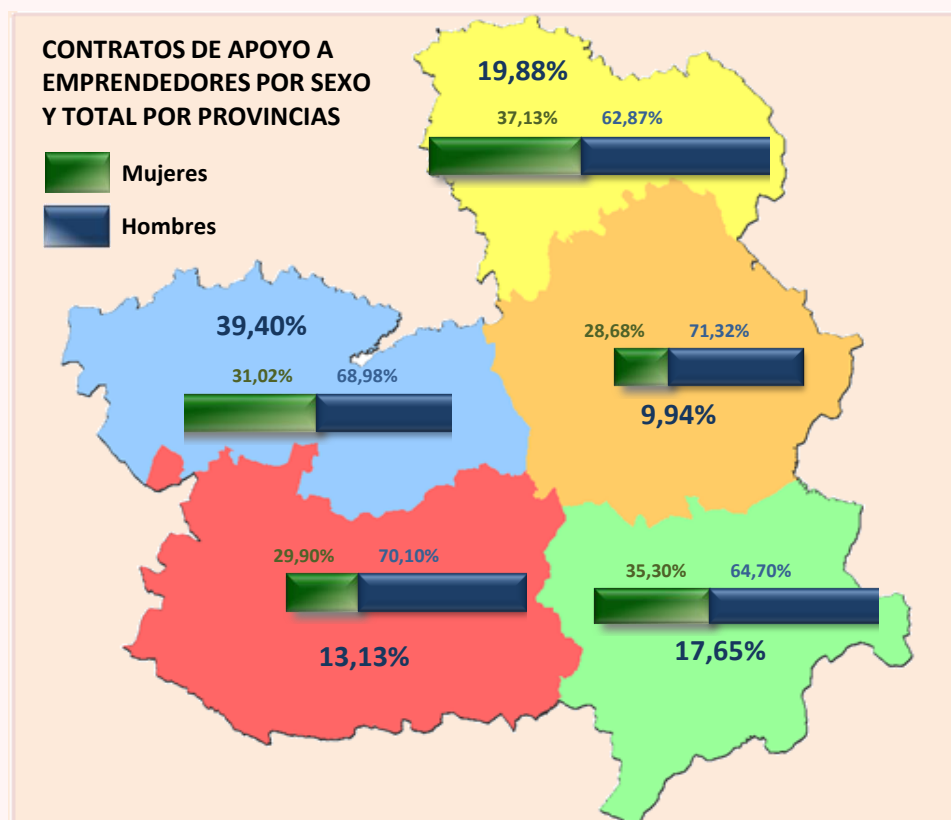 CONTRATOS DE APOYO A
EMPRENDEDORES POR SEXO
Y TOTAL POR PROVINCIAS
Mujeres
Hombres
19,88%
37,13% 62,87%
39,40%
31,02% 68,98%
28,68% 71,32%
9,94%
29,90% 70,10%
13,13%
35,30% 64,70%
17,65%